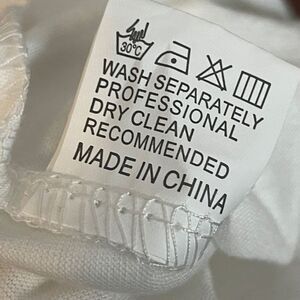 30°C
WASH SEPARATELY
PROFESSIONAL
DRY CLEAN
RECOMMENDED
MADE IN CHINA